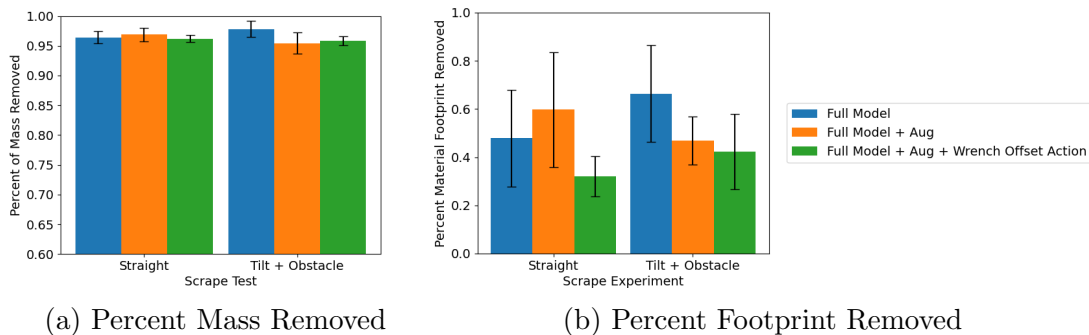 1.00
0.95
0.90
0.85
0.80
0.75
0.70
0.65
0.60
Percent of Mass Removed
Straight
Tilt + Obstacle
Scrape Test
(a) Percent Mass Removed
1.0
0.8
0.6
0.4
0.2
0.0
Percent Material Footprint Removed
Straight
Tilt + Obstacle
Scrape Experiment
(b) Percent Footprint Removed
Full Model
Full Model + Aug
Full Model + Aug + Wrench Offset Action